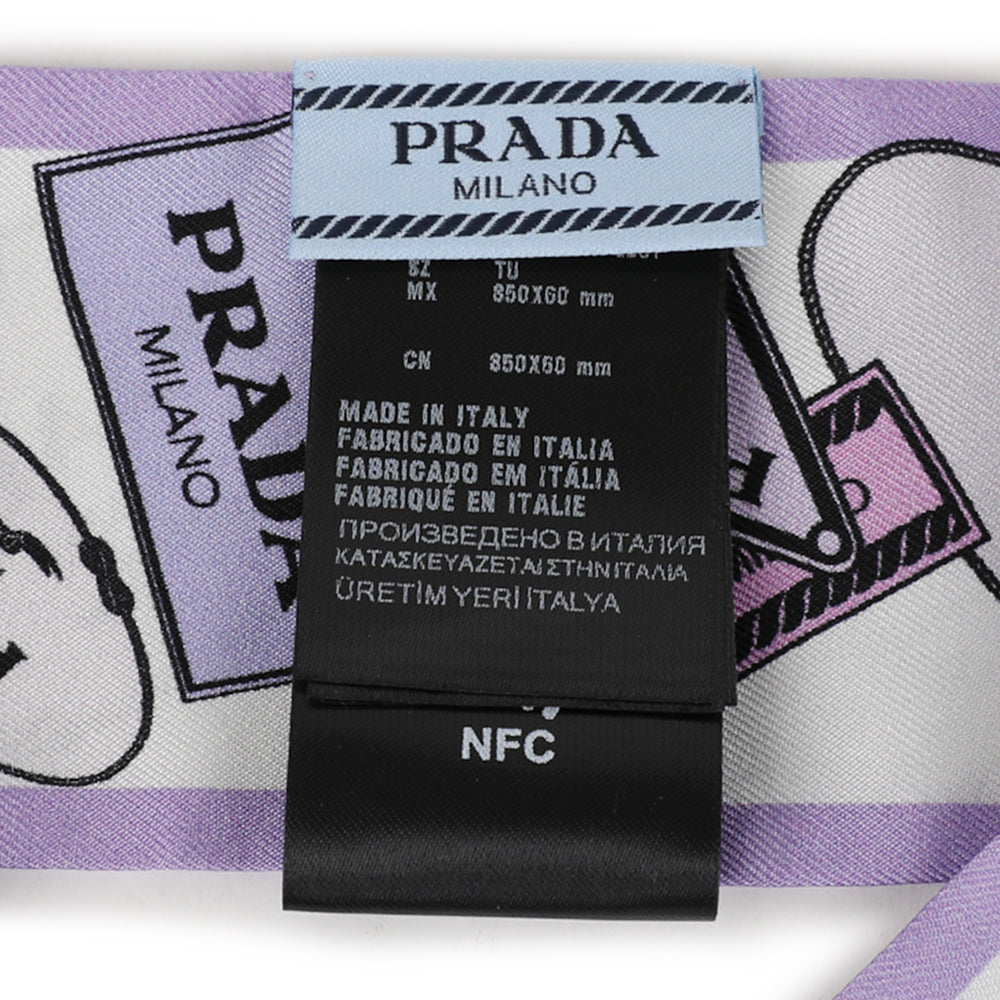 PRADA
MILANO
PRADA
MILANO
SZ TU
MX 850X60 mm
CN 850X60 mm
MADE IN ITALY
FABRICADO EN ITALIA
FABRICADO EM ITÁLIA
FABRIQUÉ EN ITALIE
ПРОИЗВЕДЕНО В ИТАЛИЯ
ΚΑΤΑΣΚΕΥΑΖΕΤΑΙ ΣΤΗΝ ΙΤΑΛΙΑ
ÜRETİM YERİ İTALYA
NFC